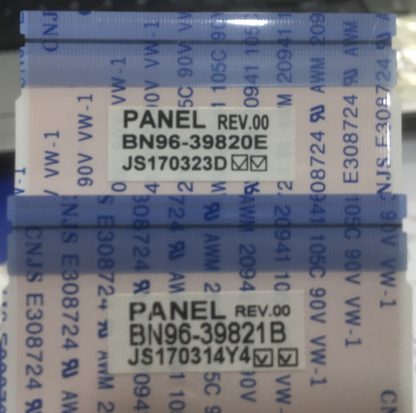 PANEL REV.00
BN96-39820E
JS170323D
PANEL REV.00
BN96-39821B
JS170314Y4
CNJS E308724 AWM 20941 105C 90V VW-1